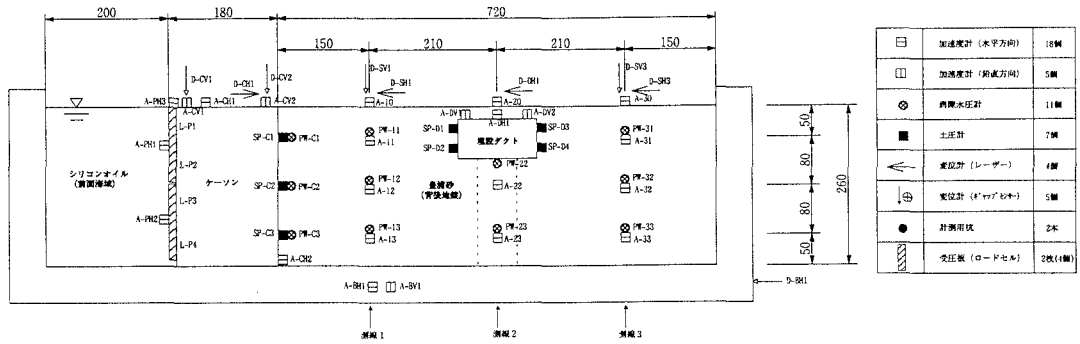 200
180
720
150
210
210
150
D-CV1
D-CH1
D-CV2
D-SV1
D-SH1
D-GH1
D-SV3
D-SH3
A-PH3
A-CV1
A-CH1
A-CV2
A-10
A-20
A-30
A-DV1
A-DH1
A-DV2
L-P1
SP-C1
PW-C1
PW-11
A-11
SP-D1
SP-D2
埋設ダクト
SP-D3
SP-D4
PW-31
A-31
A-PH1
L-P2
PW-22
シリコンオイル
(前面海域)
ケーソン
L-P3
SP-C2
PW-C2
PW-12
A-12
豊浦砂
(背後地盤)
A-22
PW-32
A-32
A-PH2
L-P4
SP-C3
PW-C3
PW-13
A-13
PW-23
A-23
PW-33
A-33
A-CH2
50
80
80
50
260
A-BH1
A-BV1
D-BH1
測線1
測線2
測線3
加速度計 (水平方向) 18個
加速度計 (鉛直方向) 5個
間隙水圧計 11個
土圧計 7個
変位計 (レーザー) 4個
変位計 (ギャップセンサー) 5個
計測用杭 2本
受圧板 (ロードセル) 2枚(4個)